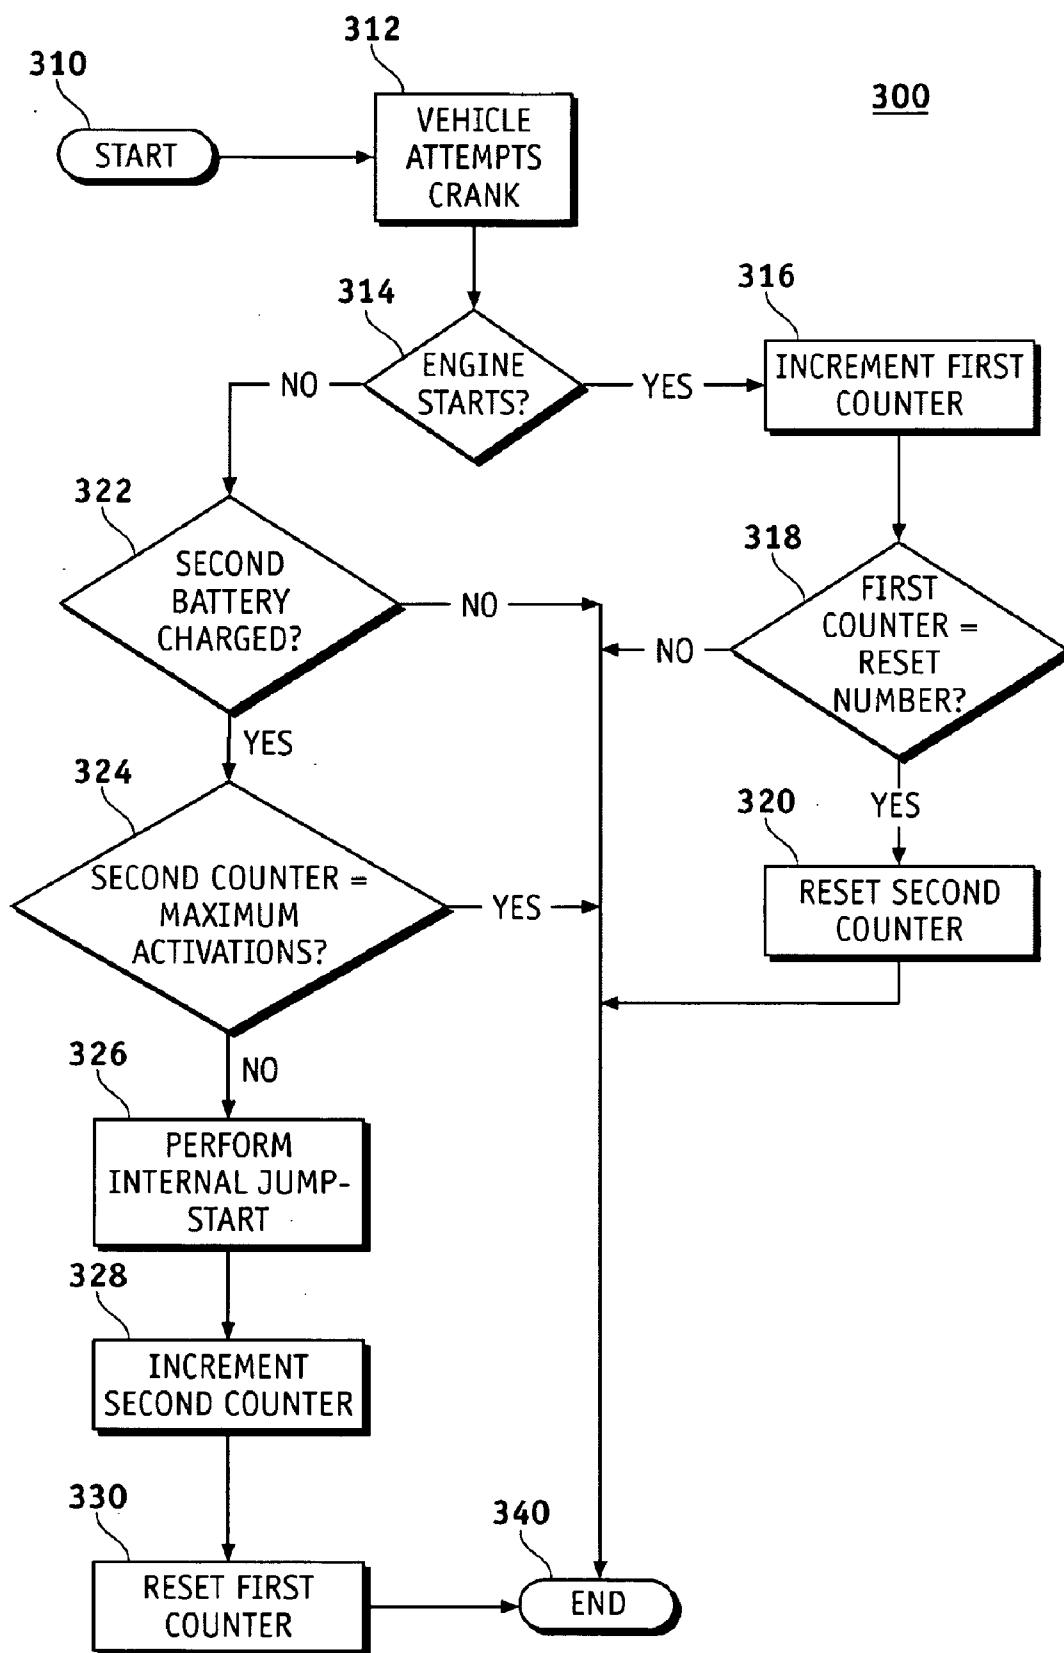 312
310
300
VEHICLE
ATTEMPTS
CRANK
START
314
316
ENGINE
STARTS?
NO
YES
INCREMENT FIRST
COUNTER
322
318
SECOND
BATTERY
CHARGED?
NO
FIRST
COUNTER =
RESET
NUMBER?
NO
YES
324
320
YES
SECOND COUNTER =
MAXIMUM
ACTIVATIONS?
YES
RESET SECOND
COUNTER
326
NO
PERFORM
INTERNAL JUMP-
START
328
INCREMENT
SECOND COUNTER
330
340
RESET FIRST
COUNTER
END